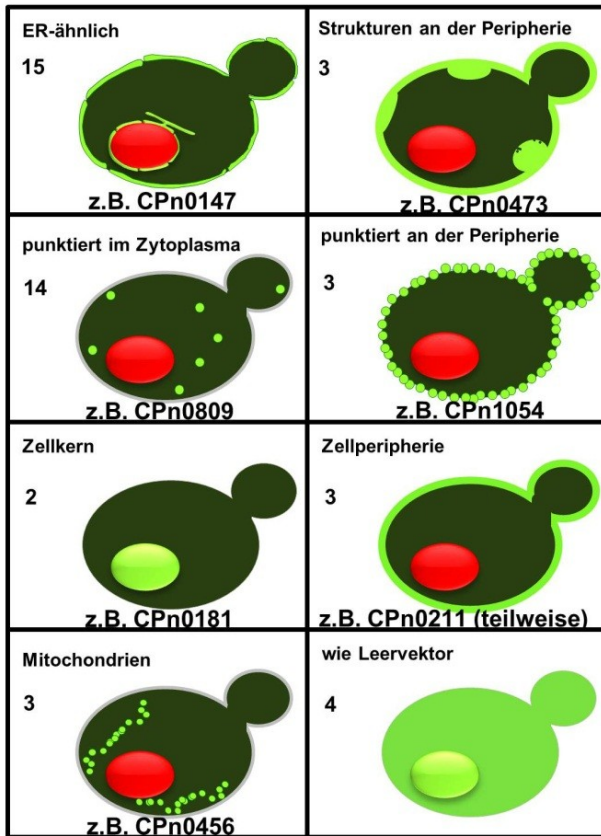 ER-ähnlich
15
z.B. CPn0147
Strukturen an der Peripherie
3
z.B. CPn0473
punktiert im Zytoplasma
14
z.B. CPn0809
punktiert an der Peripherie
3
z.B. CPn1054
Zellkern
2
z.B. CPn0181
Zellperipherie
3
z.B. CPn0211 (teilweise)
Mitochondrien
3
z.B. CPn0456
wie Leervektor
4